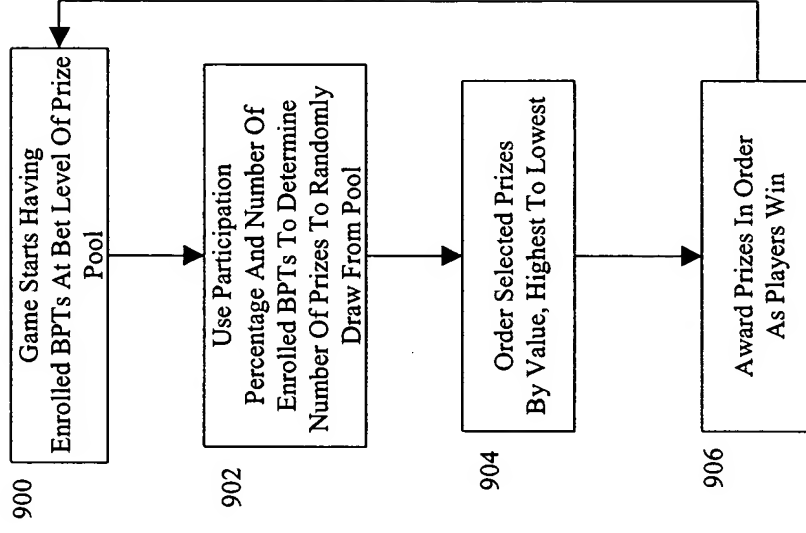 900
Game Starts Having
Enrolled BPTs At Bet Level Of Prize
Pool
902
Use Participation
Percentage And Number Of
Enrolled BPTs To Determine
Number Of Prizes To Randomly
Draw From Pool
904
Order Selected Prizes
By Value, Highest To Lowest
906
Award Prizes In Order
As Players Win